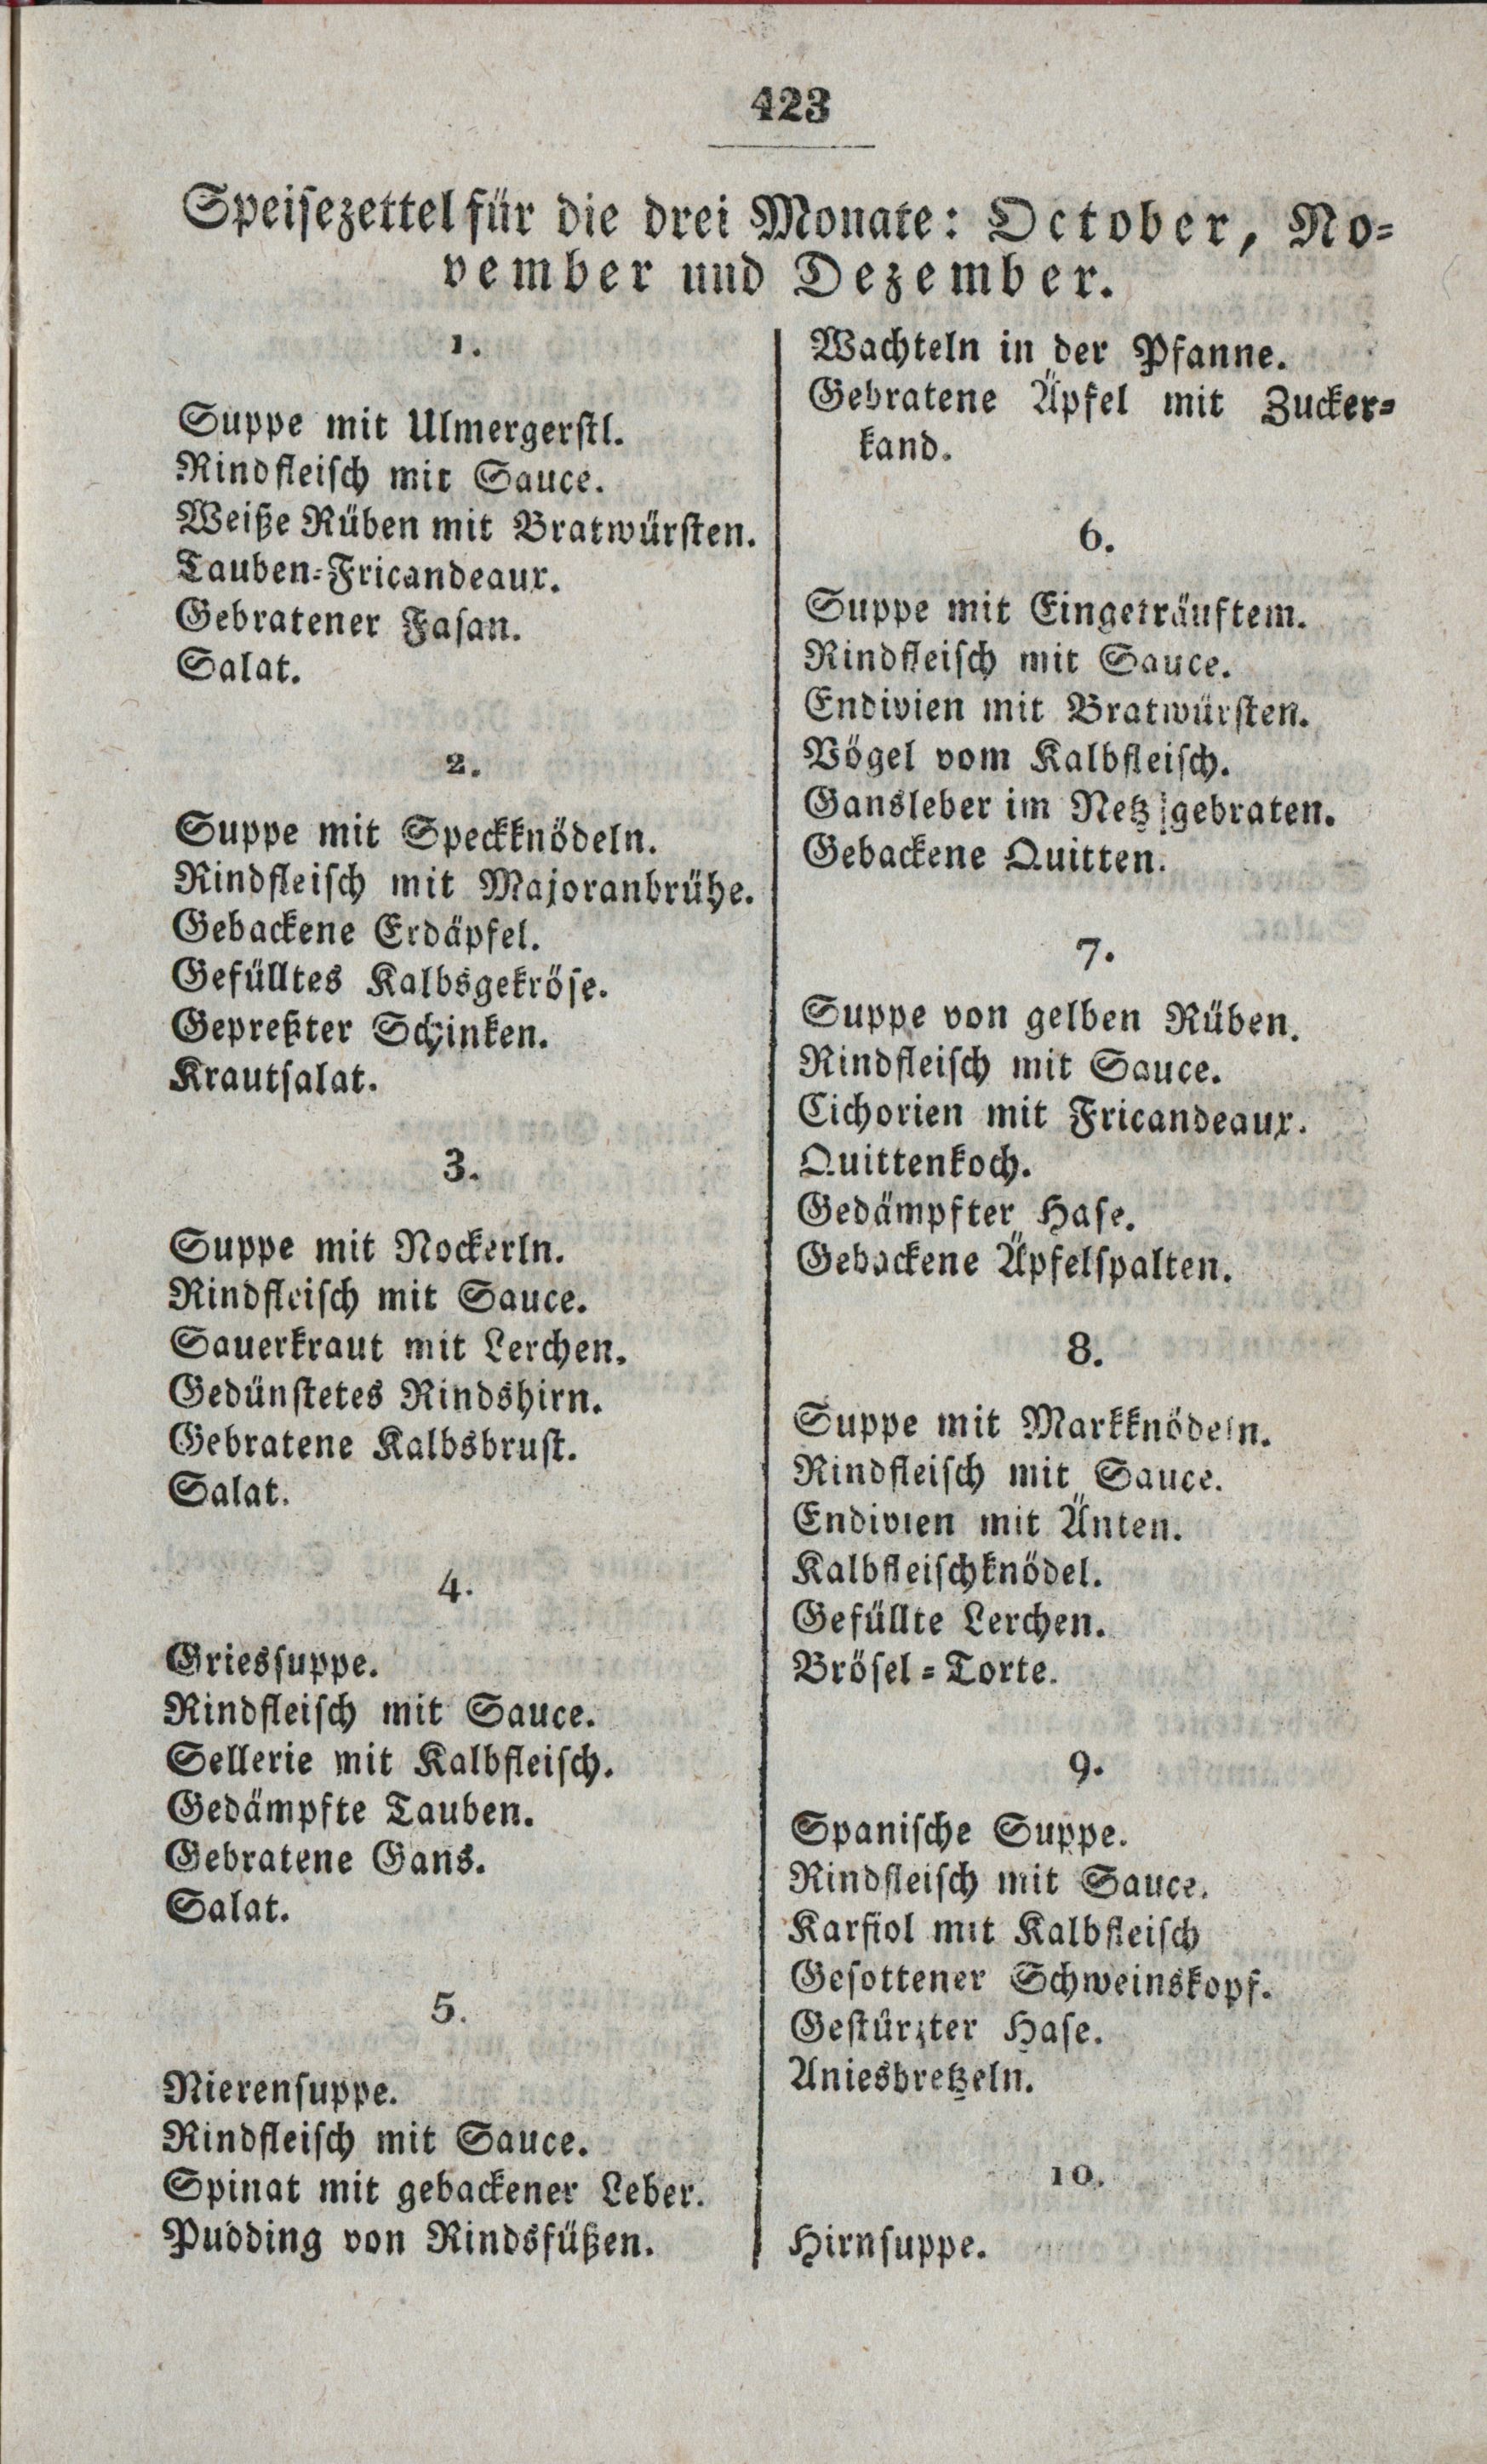 423
Speisezettel für die drei Monate: October, No-
vember und Dezember.
1.
Suppe mit Ulmergerstl.
Rindfleisch mit Sauce.
Weiße Rüben mit Bratwürsten.
Tauben-Fricandeaux.
Gebratener Fasan.
Salat.
2.
Suppe mit Speckknödeln.
Rindfleisch mit Majoranbrühe.
Gebackene Erdäpfel.
Gefülltes Kalbsgekröse.
Gepreßter Schinken.
Krautsalat.
3.
Suppe mit Nockerln.
Rindfleisch mit Sauce.
Sauerkraut mit Lerchen.
Gedünstetes Rindshirn.
Gebratene Kalbsbrust.
Salat.
4.
Griessuppe.
Rindfleisch mit Sauce.
Sellerie mit Kalbfleisch.
Gedämpfte Tauben.
Gebratene Gans.
Salat.
5.
Nierensuppe.
Rindfleisch mit Sauce.
Spinat mit gebackener Leber.
Pudding von Rindsfüßen.
Wachteln in der Pfanne.
Gebratene Äpfel mit Zucker-
kand.
6.
Suppe mit Eingeträuftem.
Rindfleisch mit Sauce.
Endivien mit Bratwürsten.
Vögel vom Kalbfleisch.
Gansleber im Netz gebraten.
Gebackene Quitten.
7.
Suppe von gelben Rüben.
Rindfleisch mit Sauce.
Cichorien mit Fricandeaux.
Quittenkoch.
Gedämpfter Hase.
Gebackene Äpfelspalten.
8.
Suppe mit Markknödeln.
Rindfleisch mit Sauce.
Endivien mit Änten.
Kalbfleischknödel.
Gefüllte Lerchen.
Brösel-Torte.
9.
Spanische Suppe.
Rindfleisch mit Sauce.
Karfiol mit Kalbfleisch
Gesottener Schweinskopf.
Gestürzter Hase.
Aniesbretzeln.
10.
Hirnsuppe.